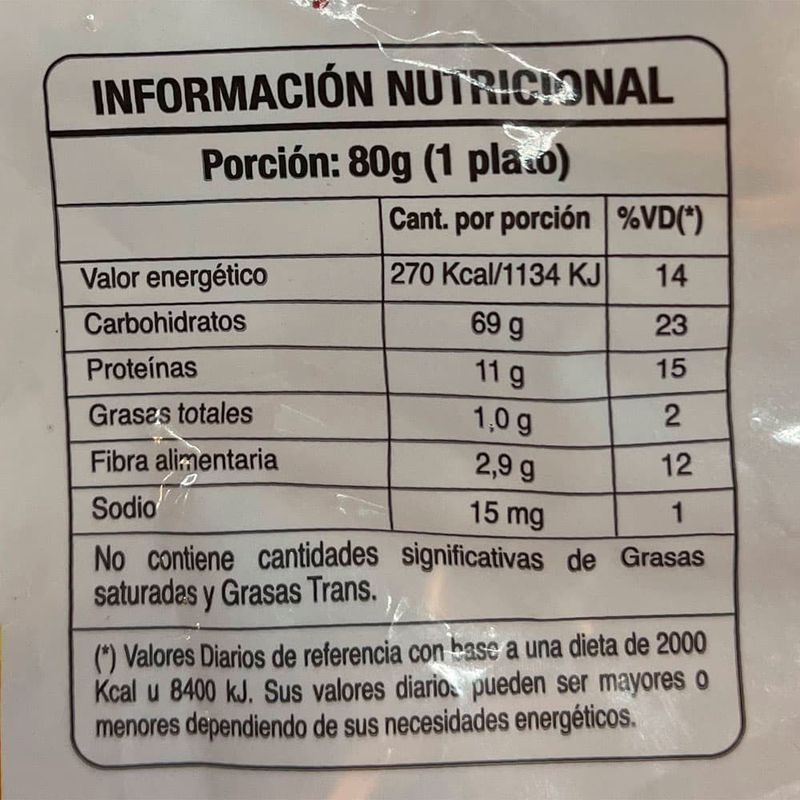 INFORMACIÓN NUTRICIONAL
Porción: 80g (1 plato)
Cant. por porción %VD(*)
Valor energético 270 Kcal/1134 KJ 14
Carbohidratos 69 g 23
Proteínas 11 g 15
Grasas totales 1,0 g 2
Fibra alimentaria 2,9 g 12
Sodio 15 mg 1
No contiene cantidades significativas de Grasas
saturadas y Grasas Trans.
(*) Valores Diarios de referencia con base a una dieta de 2000
Kcal u 8400 kJ. Sus valores diarios pueden ser mayores o
menores dependiendo de sus necesidades energéticos.